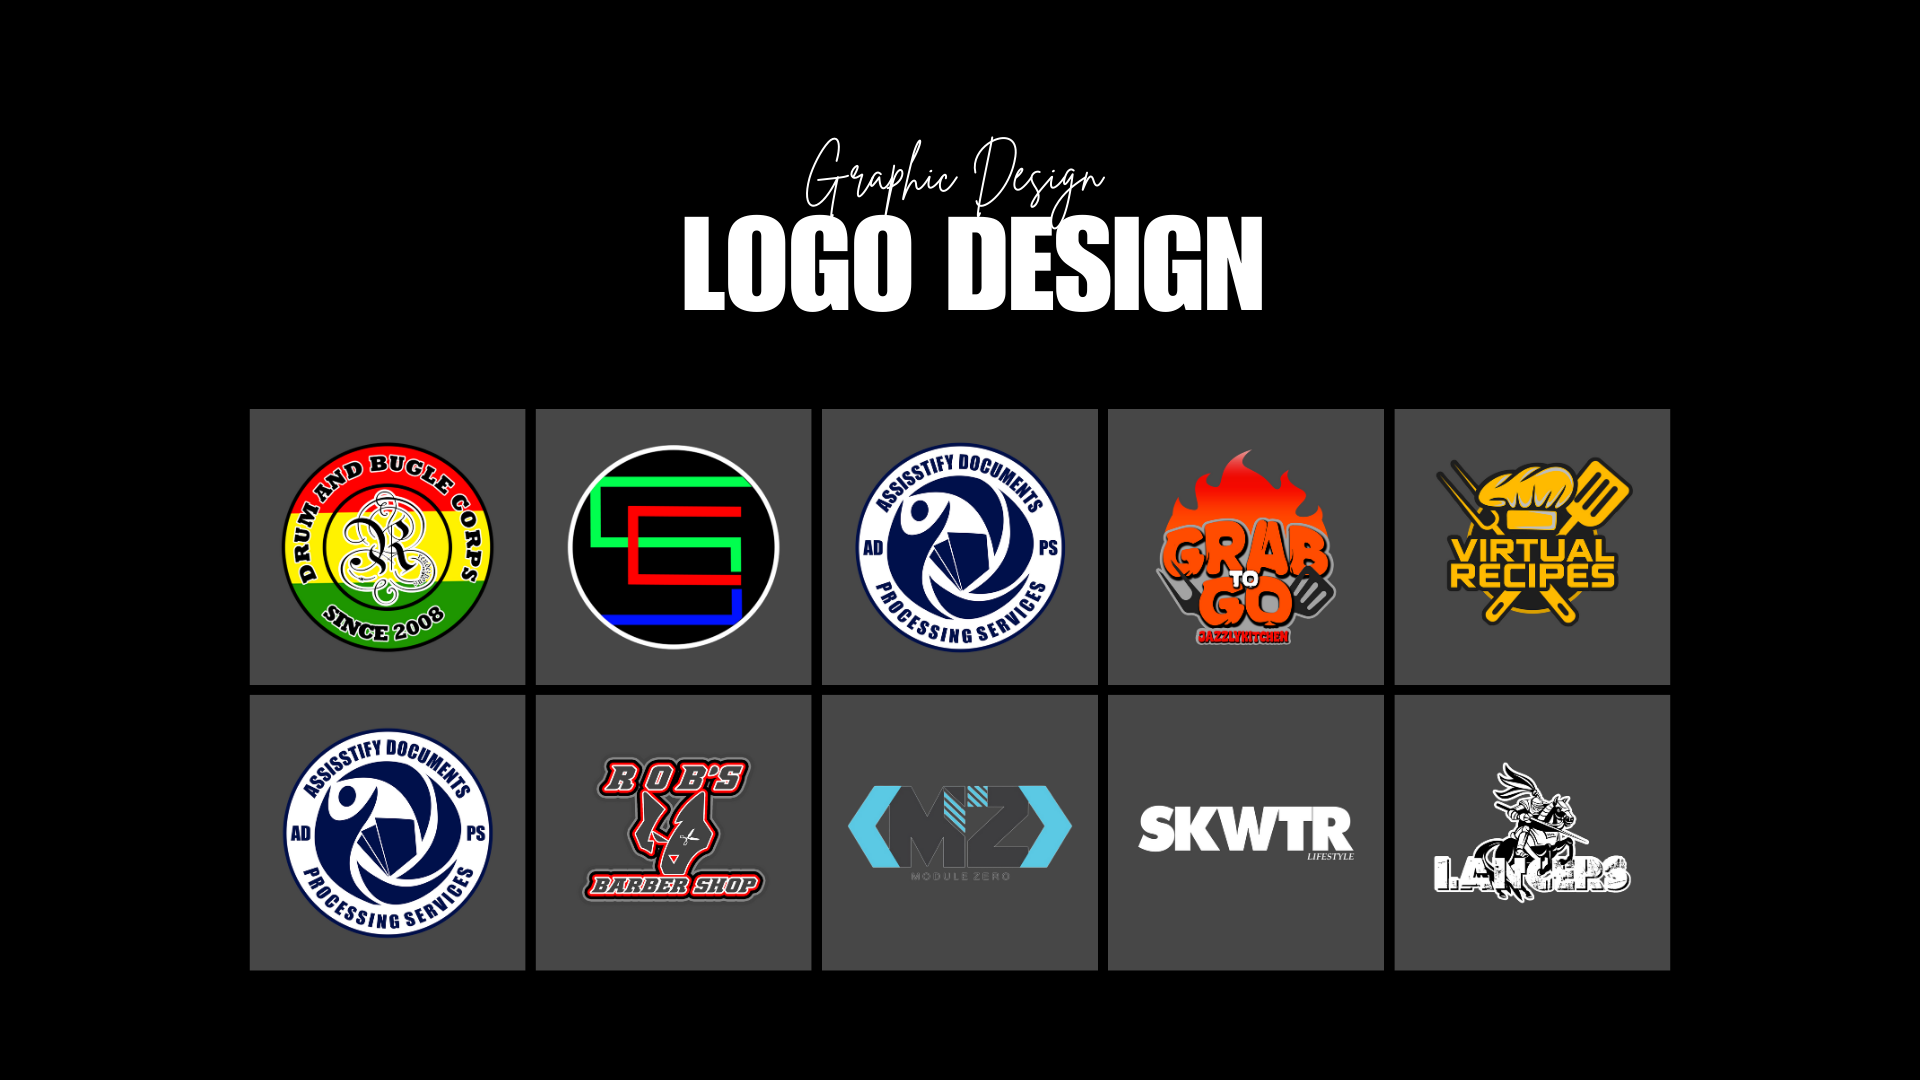 Graphic Design
LOGO DESIGN
DRUM AND BUGLE CORPS
R
SINCE 2008
ASSISSTIFY DOCUMENTS
AD
PS
PROCESSING SERVICES
GRAB
TO
GO
VIRTUAL
RECIPES
ASSISSTIFY DOCUMENTS
AD
PS
PROCESSING SERVICES
ROB'S
BARBER SHOP
MZ
MODULE ZERO
SKWTR
LIFESTYLE
LANCERS